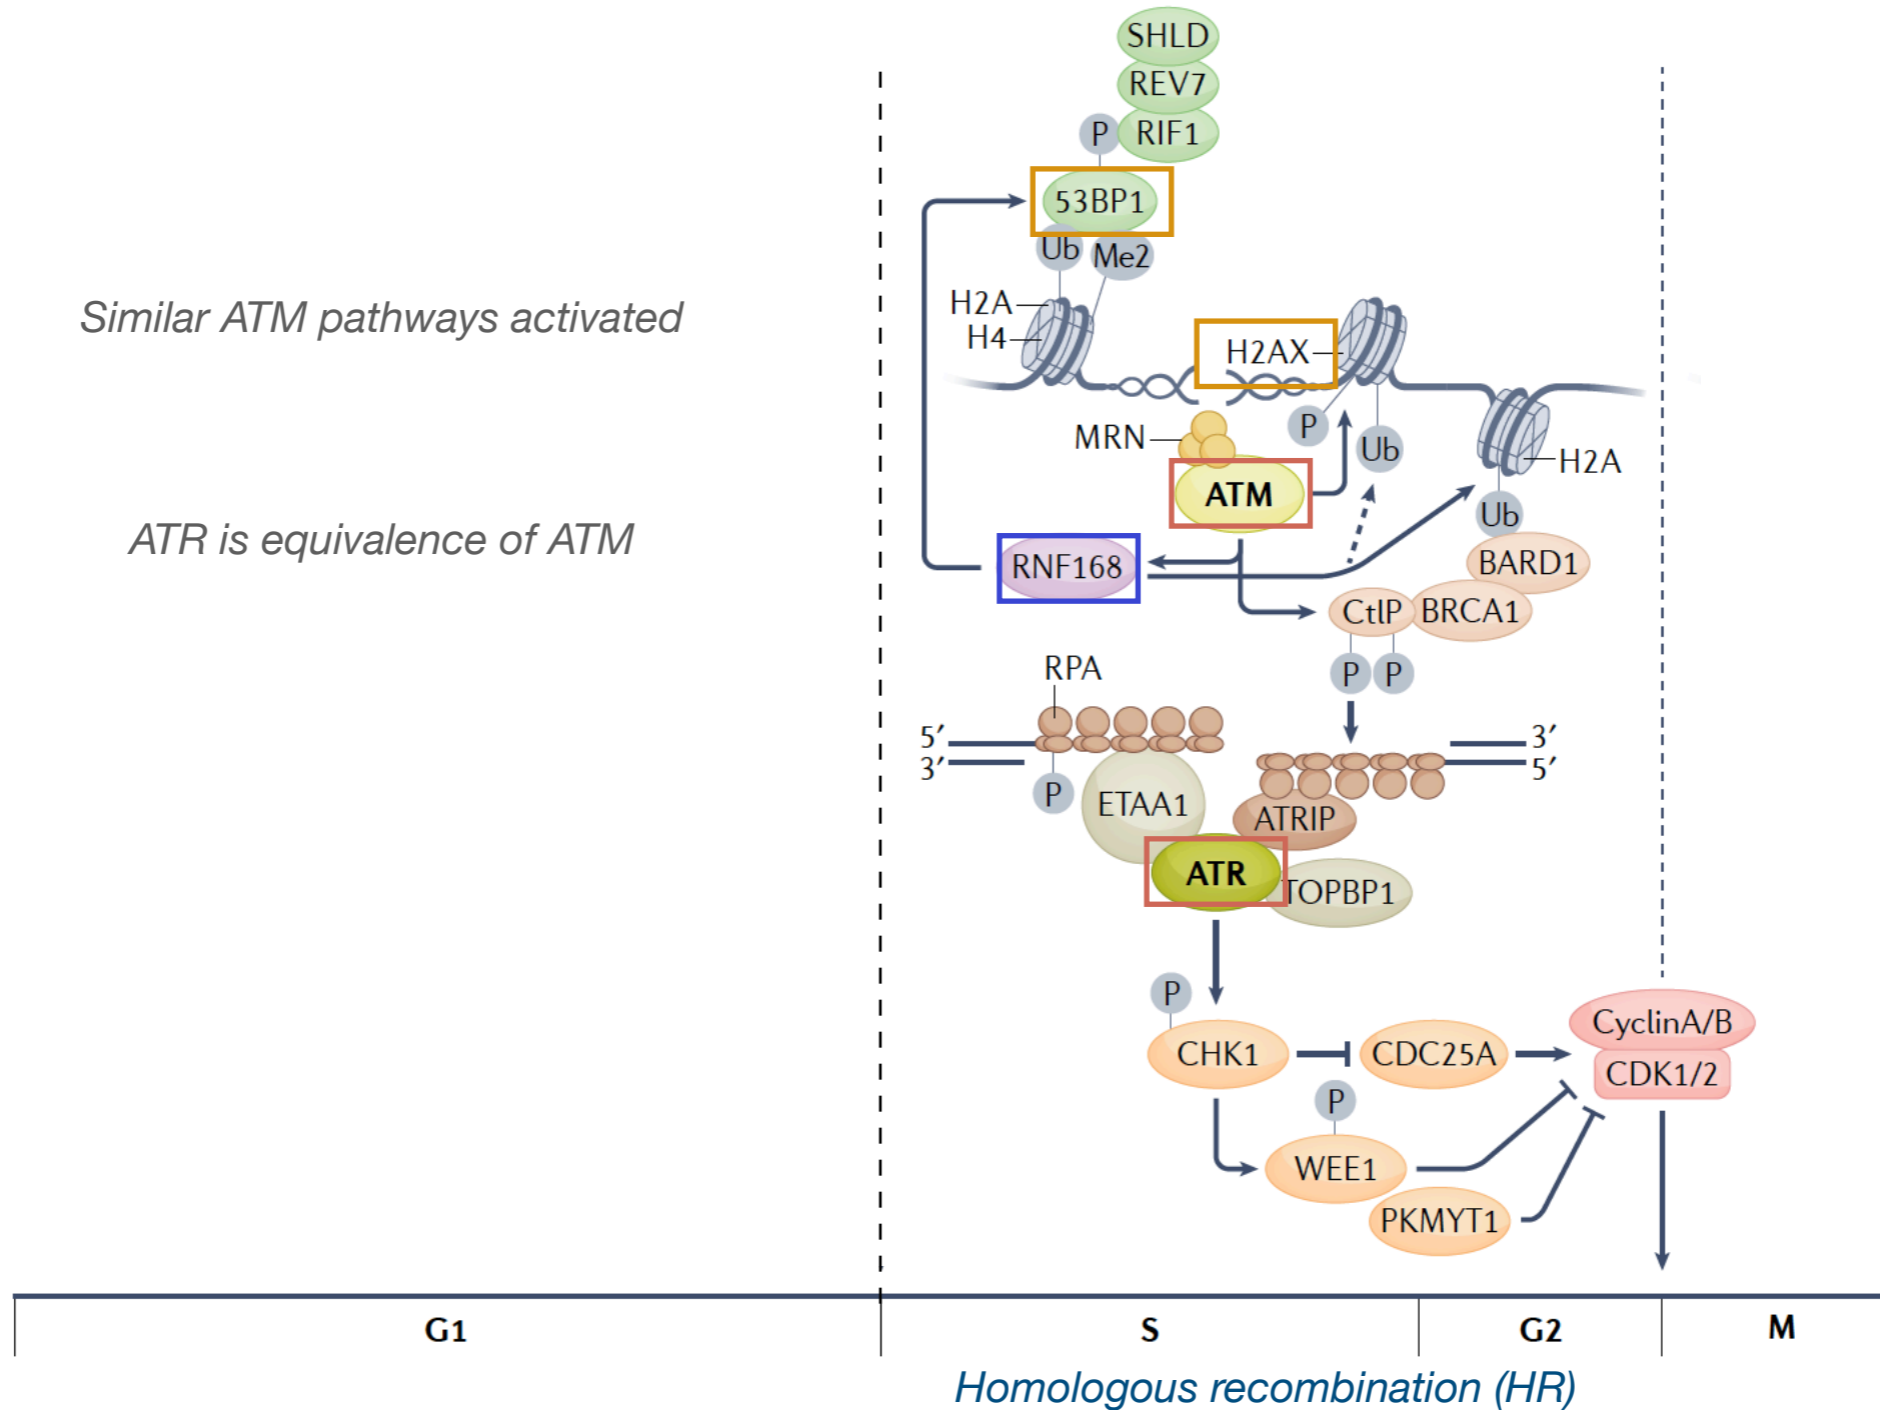 SHLD
REV7
P
RIF1
53BP1
Ub
Me2
Similar ATM pathways activated
H2A
H4
H2AX
P
MRN
Ub
H2A
ATM
Ub
ATR is equivalence of ATM
RNF168
BARD1
CtIP
BRCA1
P
P
RPA
5′
3′
3′
5′
P
ETAA1
ATRIP
ATR
TOPBP1
P
CHK1
CDC25A
CyclinA/B
CDK1/2
P
WEE1
PKMYT1
G1
S
G2
M
Homologous recombination (HR)